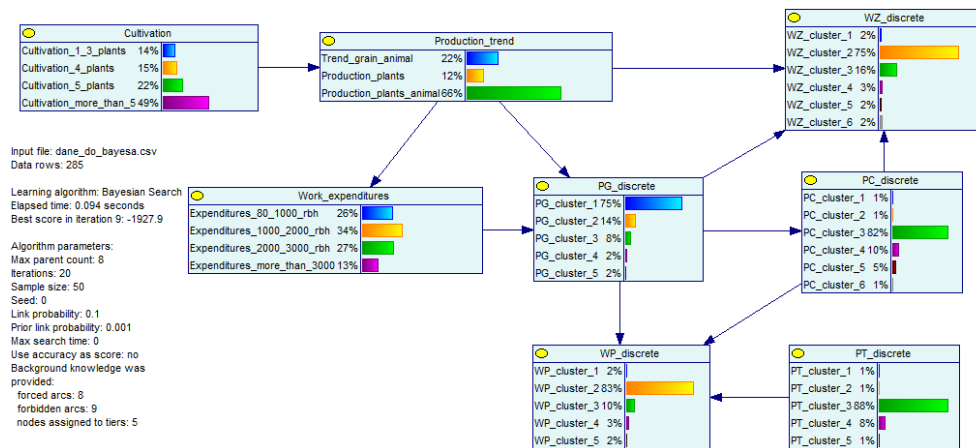 Cultivation
Cultivation_1_3_plants 14%
Cultivation_4_plants 15%
Cultivation_5_plants 22%
Cultivation_more_than_5 49%
Production_trend
Trend_grain_animal 22%
Production_plants 12%
Production_plants_animal 66%
WZ_discrete
WZ_cluster_1 2%
WZ_cluster_2 75%
WZ_cluster_3 16%
WZ_cluster_4 3%
WZ_cluster_5 2%
WZ_cluster_6 2%
Input file: dane_do_bayesa.csv
Data rows: 285
Learning algorithm: Bayesian Search
Elapsed time: 0.094 seconds
Best score in iteration 9: -1927.9
Algorithm parameters:
Max parent count: 8
Iterations: 20
Sample size: 50
Seed: 0
Link probability: 0.1
Prior link probability: 0.001
Max search time: 0
Use accuracy as score: no
Background knowledge was
provided:
forced arcs: 8
forbidden arcs: 9
nodes assigned to tiers: 5
Work_expenditures
Expenditures_80_1000_rbh 26%
Expenditures_1000_2000_rbh 34%
Expenditures_2000_3000_rbh 27%
Expenditures_more_than_3000 13%
PG_discrete
PG_cluster_1 75%
PG_cluster_2 14%
PG_cluster_3 8%
PG_cluster_4 2%
PG_cluster_5 2%
PC_discrete
PC_cluster_1 1%
PC_cluster_2 1%
PC_cluster_3 82%
PC_cluster_4 10%
PC_cluster_5 5%
PC_cluster_6 1%
WP_discrete
WP_cluster_1 2%
WP_cluster_2 83%
WP_cluster_3 10%
WP_cluster_4 3%
WP_cluster_5 2%
PT_discrete
PT_cluster_1 1%
PT_cluster_2 1%
PT_cluster_3 88%
PT_cluster_4 8%
PT_cluster_5 1%